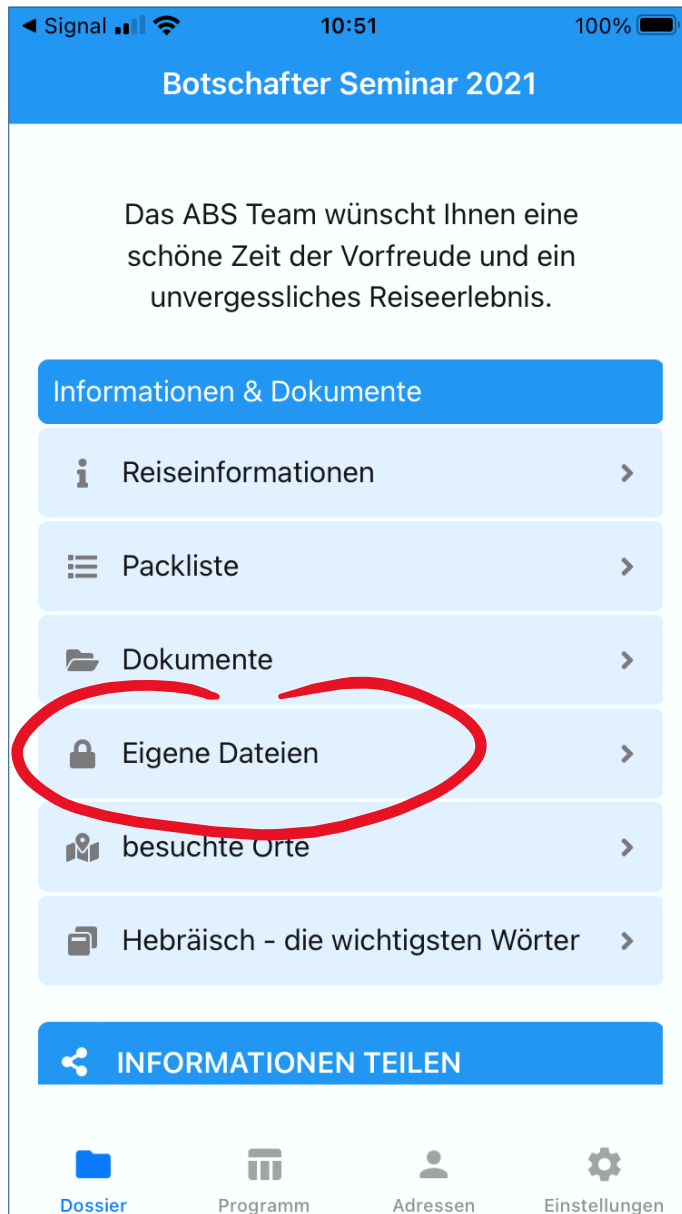 Signal 10:51 100%
Botschafter Seminar 2021
Das ABS Team wünscht Ihnen eine
schöne Zeit der Vorfreude und ein
unvergessliches Reiseerlebnis.
Informationen & Dokumente
Reiseinformationen
Packliste
Dokumente
Eigene Dateien
besuchte Orte
Hebräisch - die wichtigsten Wörter
INFORMATIONEN TEILEN
Dossier Programm Adressen Einstellungen